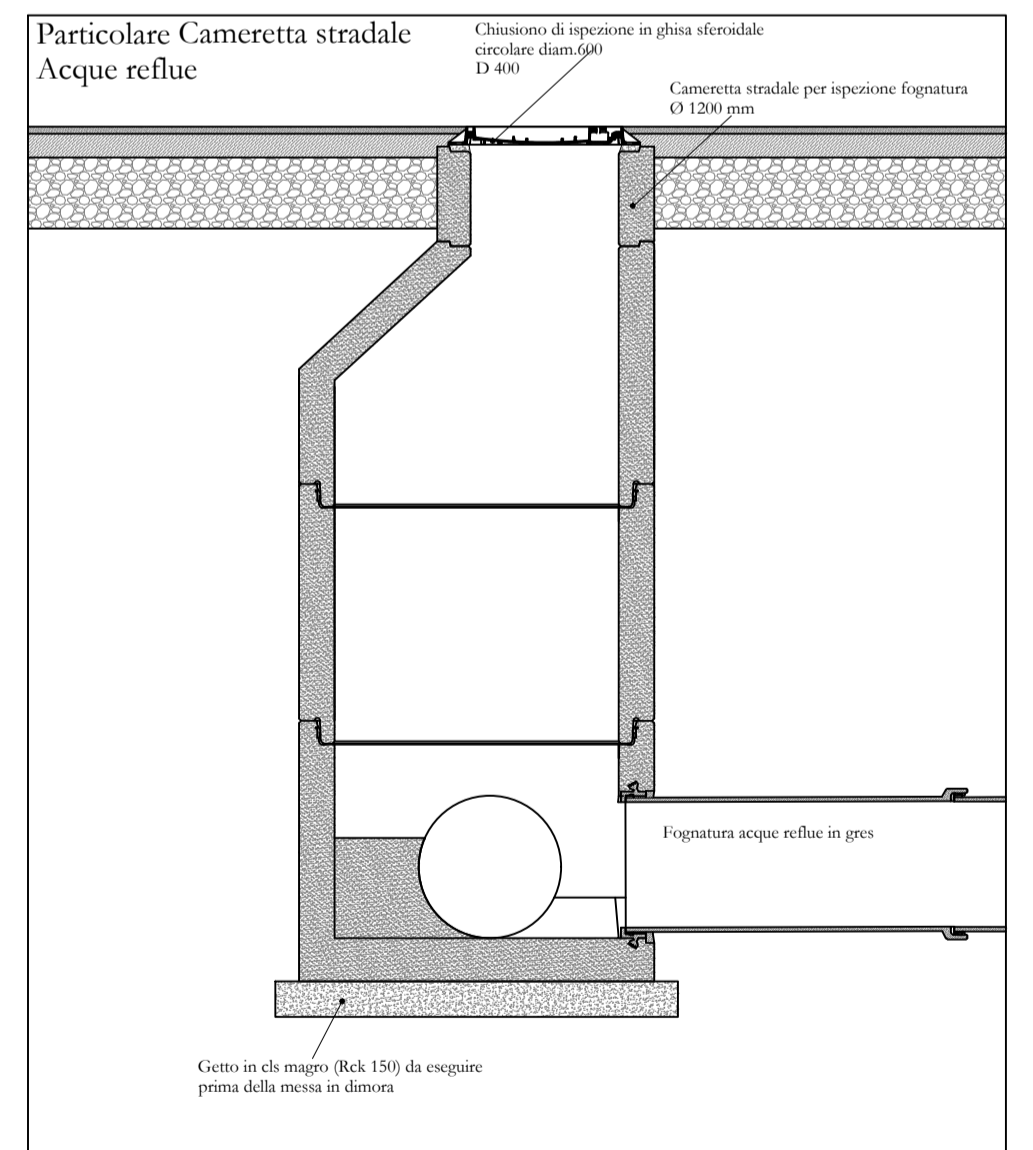 Particolare Cameretta stradale
Acque reflue
Chiusiono di ispezione in ghisa sferoidale
circolare diam.600
D 400
Cameretta stradale per ispezione fognatura
Ø 1200 mm
Fognatura acque reflue in gres
Getto in cls magro (Rck 150) da eseguire
prima della messa in dimora